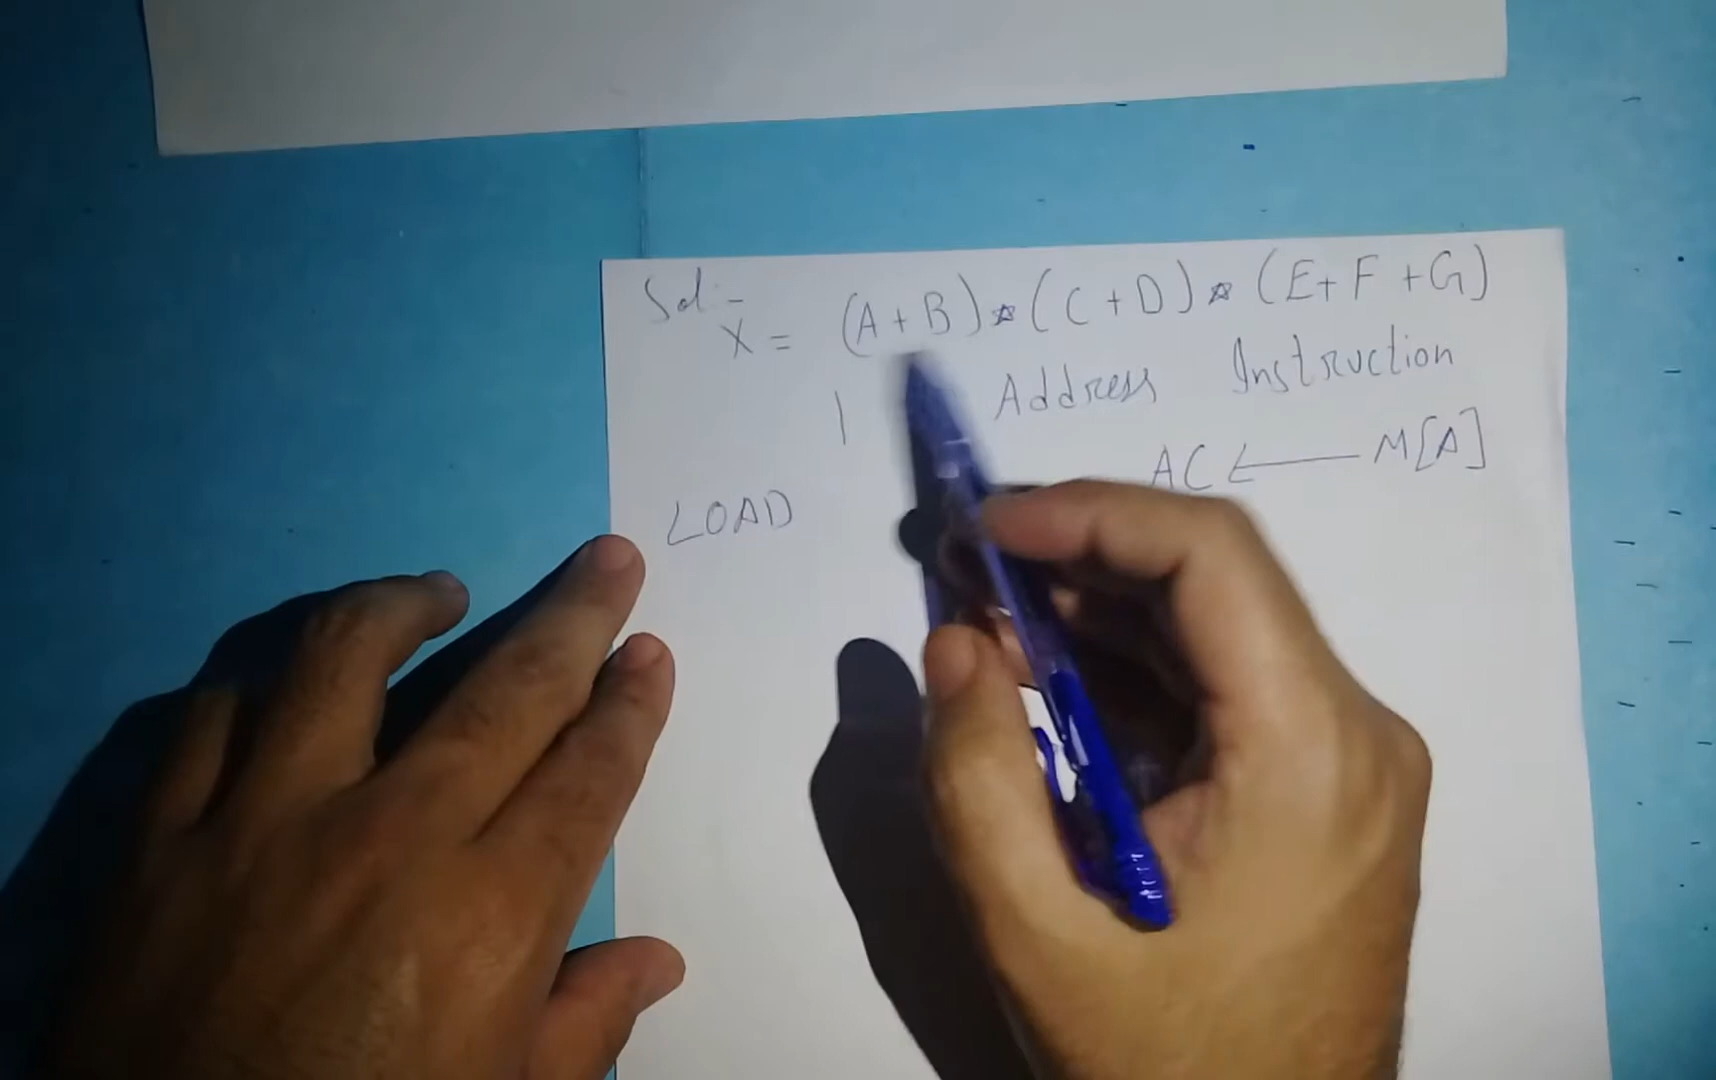 Sol:-
X = (A + B) * (C + D) * (E + F + G)
1 Address Instruction
LOAD AC ← M[A]